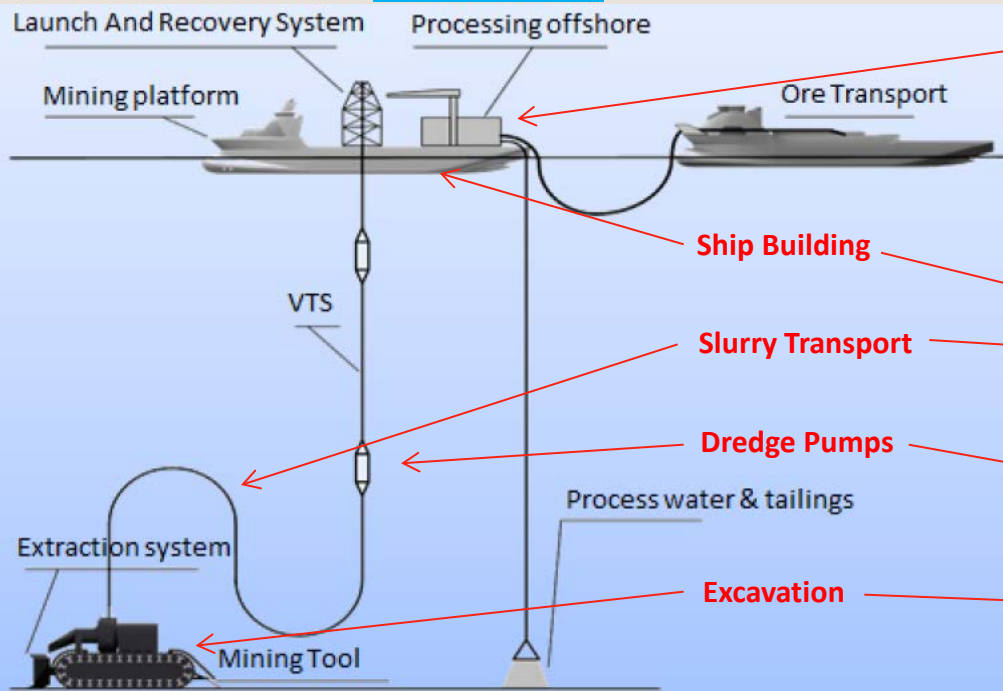 Launch And Recovery System
Processing offshore
Mining platform
Ore Transport
Ship Building
VTS
Slurry Transport
Dredge Pumps
Process water & tailings
Extraction system
Excavation
Mining Tool